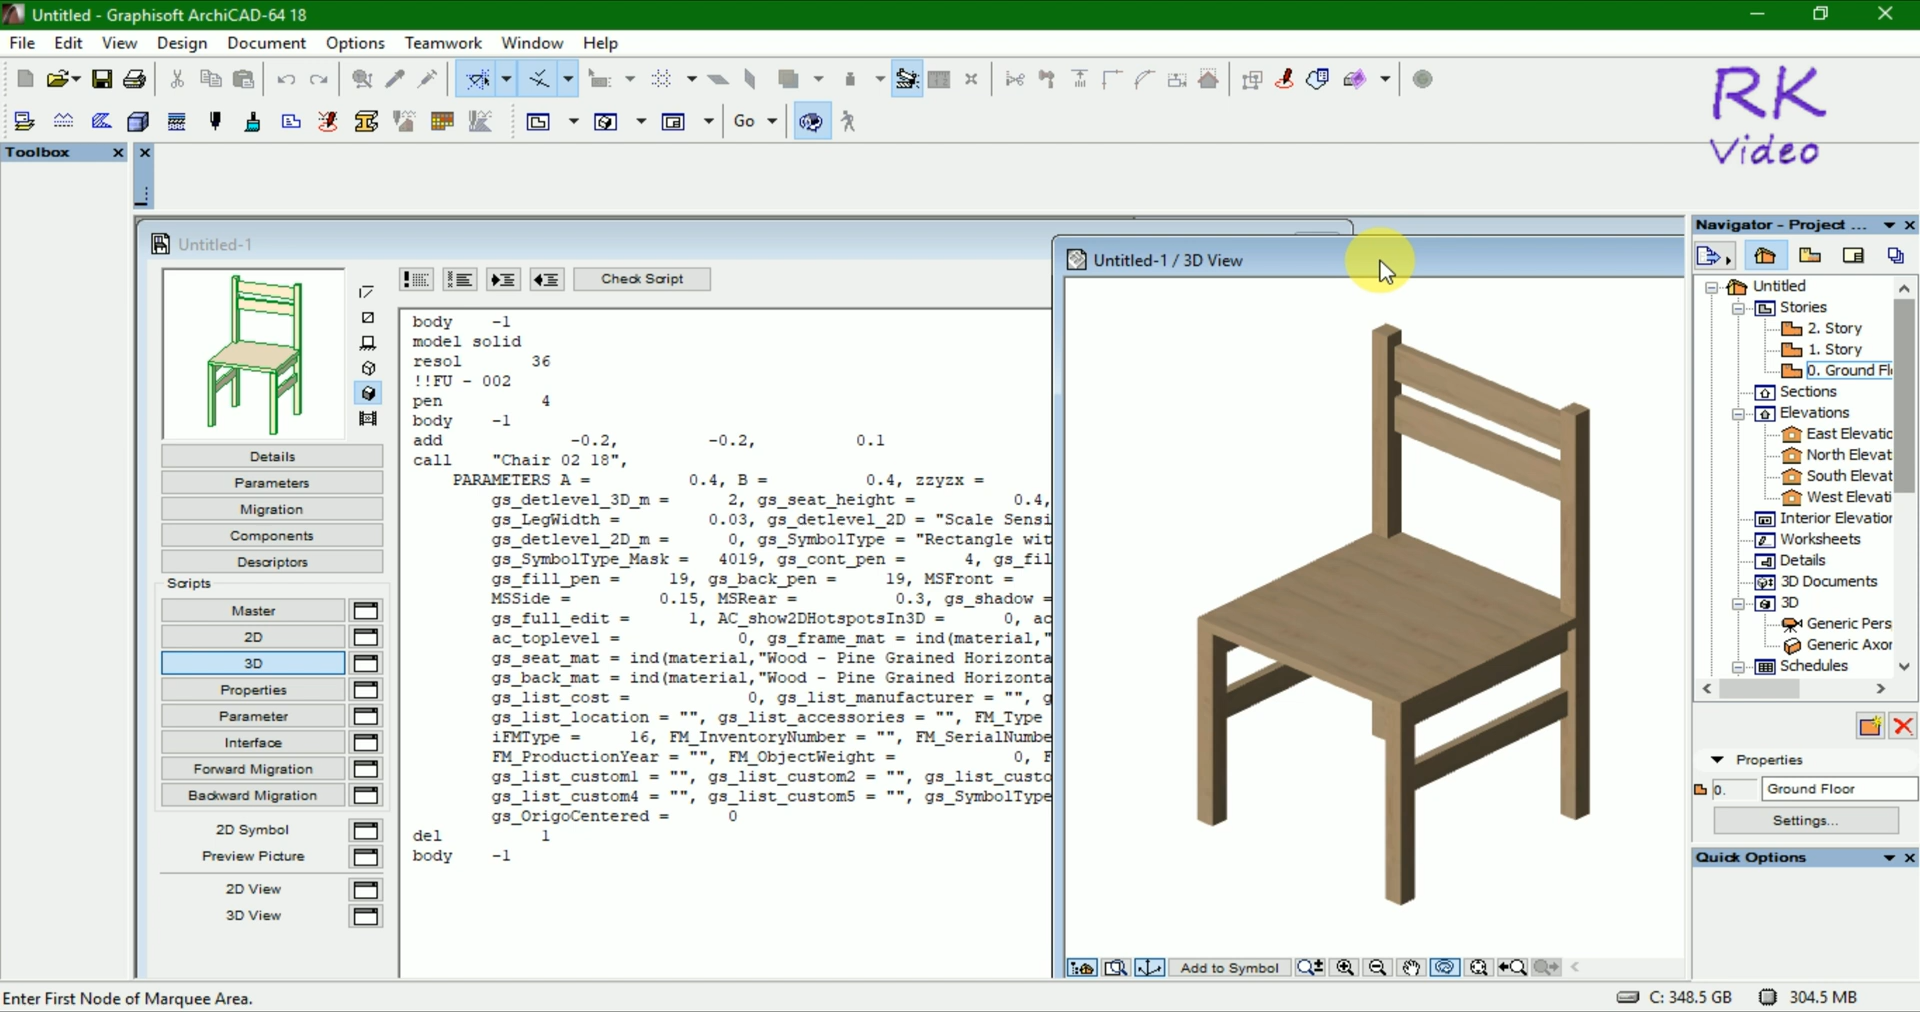 Untitled - Graphisoft ArchiCAD-64 18
File Edit View Design Document Options Teamwork Window Help
Go
RK
Video
Toolbox
Untitled-1
Check Script
Details
Parameters
Migration
Components
Descriptors
Scripts
Master
2D
3D
Properties
Parameter
Interface
Forward Migration
Backward Migration
2D Symbol
Preview Picture
2D View
3D View
body -1
model solid
resol 36
!!FU - 002
pen 4
body -1
add -0.2, -0.2, 0.1
call "Chair 02 18",
PARAMETERS A = 0.4, B = 0.4, zzyzx =
gs_detlevel_3D_m = 2, gs_seat_height = 0.4,
gs_LegWidth = 0.03, gs_detlevel_2D = "Scale Sensi
gs_detlevel_2D_m = 0, gs_SymbolType = "Rectangle wit
gs_SymbolType_Mask = 4019, gs_cont_pen = 4, gs_fil
gs_fill_pen = 19, gs_back_pen = 19, MSFront =
MSSide = 0.15, MSRear = 0.3, gs_shadow =
gs_full_edit = 1, AC_show2DHotspotsIn3D = 0, ac
ac_toplevel = 0, gs_frame_mat = ind(material,"
gs_seat_mat = ind(material,"Wood - Pine Grained Horizonta
gs_back_mat = ind(material,"Wood - Pine Grained Horizonta
gs_list_cost = 0, gs_list_manufacturer = "", g
gs_list_location = "", gs_list_accessories = "", FM_Type
iFMType = 16, FM_InventoryNumber = "", FM_SerialNumbe
FM_ProductionYear = "", FM_ObjectWeight = 0, F
gs_list_custom1 = "", gs_list_custom2 = "", gs_list_custo
gs_list_custom4 = "", gs_list_custom5 = "", gs_SymbolType
gs_OrigoCentered = 0
del 1
body -1
Untitled-1 / 3D View
Add to Symbol
Navigator - Project ...
Untitled
Stories
2. Story
1. Story
0. Ground Fl
Sections
Elevations
East Elevatic
North Elevat
South Elevat
West Elevati
Interior Elevation
Worksheets
Details
3D Documents
3D
Generic Pers
Generic Axor
Schedules
Properties
0. Ground Floor
Settings...
Quick Options
Enter First Node of Marquee Area.
C: 348.5 GB 304.5 MB